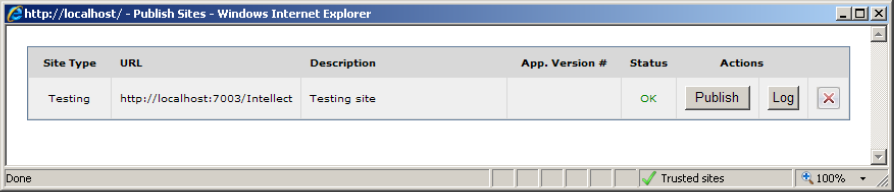 http://localhost/ - Publish Sites - Windows Internet Explorer
Site Type URL Description App. Version # Status Actions
Testing http://localhost:7003/Intellect Testing site OK Publish Log
Done Trusted sites 100%